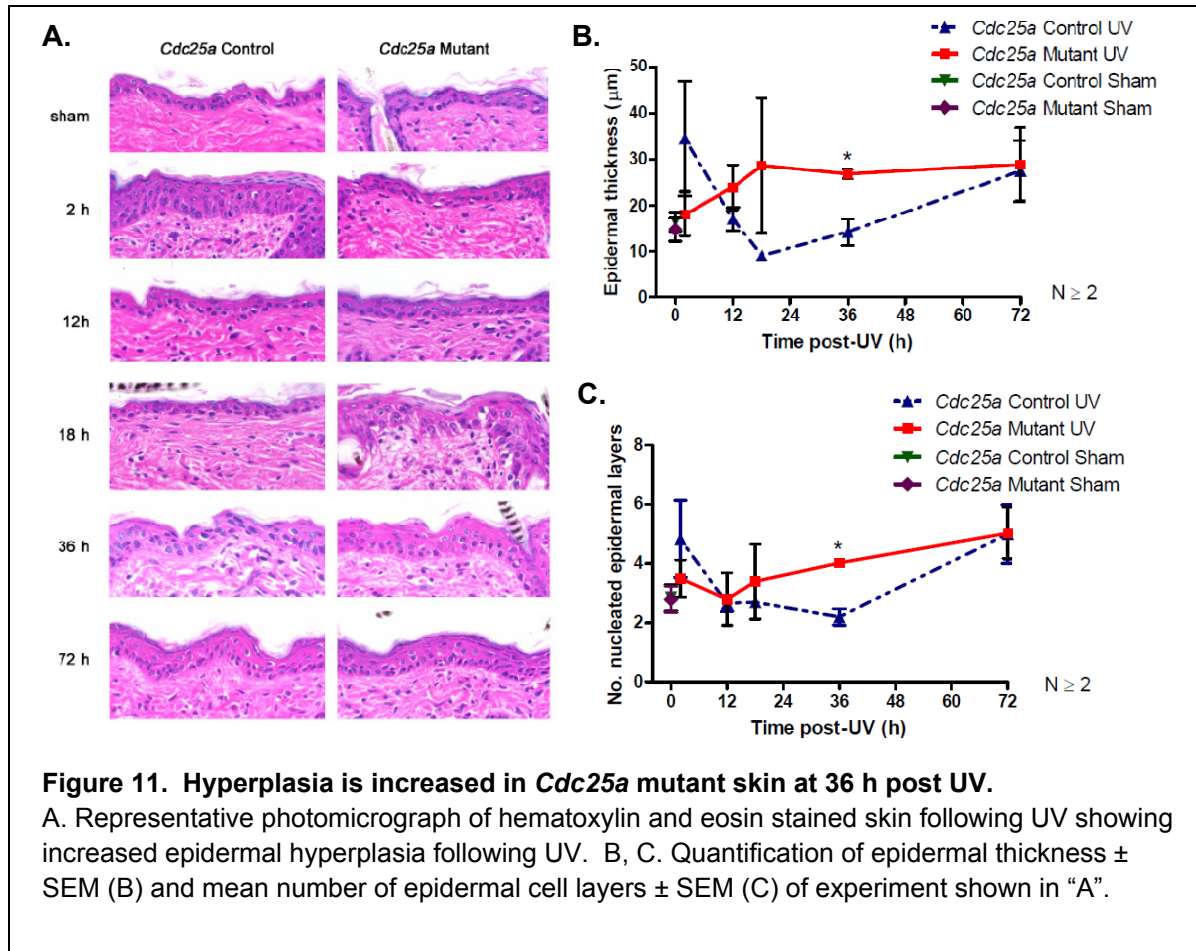 A.
Cdc25a Control
Cdc25a Mutant
sham
2 h
12h
18 h
36 h
72 h
B.
Cdc25a Control UV
Cdc25a Mutant UV
Cdc25a Control Sham
Cdc25a Mutant Sham
Epidermal thickness (μm)
50
40
30
20
10
0
*
0 12 24 36 48 60 72
Time post-UV (h)
N ≥ 2
C.
Cdc25a Control UV
Cdc25a Mutant UV
Cdc25a Control Sham
Cdc25a Mutant Sham
No. nucleated epidermal layers
8
6
4
2
0
*
0 12 24 36 48 60 72
Time post-UV (h)
N ≥ 2
Figure 11. Hyperplasia is increased in Cdc25a mutant skin at 36 h post UV.
A. Representative photomicrograph of hematoxylin and eosin stained skin following UV showing
increased epidermal hyperplasia following UV. B, C. Quantification of epidermal thickness ±
SEM (B) and mean number of epidermal cell layers ± SEM (C) of experiment shown in “A”.